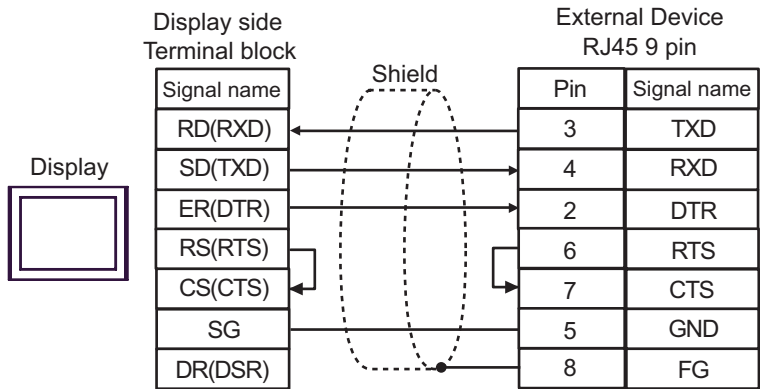 Display side
Terminal block
External Device
RJ45 9 pin
Shield
Display
Signal name
Pin Signal name
RD(RXD) 3 TXD
SD(TXD) 4 RXD
ER(DTR) 2 DTR
RS(RTS) 6 RTS
CS(CTS) 7 CTS
SG 5 GND
DR(DSR) 8 FG